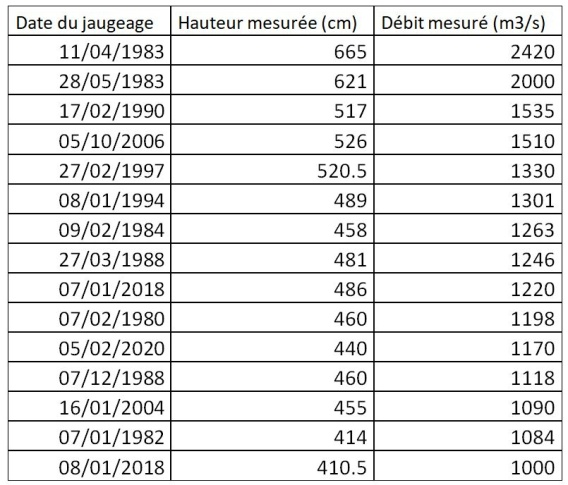 Date du jaugeage Hauteur mesurée (cm) Débit mesuré (m3/s)
11/04/1983 665 2420
28/05/1983 621 2000
17/02/1990 517 1535
05/10/2006 526 1510
27/02/1997 520.5 1330
08/01/1994 489 1301
09/02/1984 458 1263
27/03/1988 481 1246
07/01/2018 486 1220
07/02/1980 460 1198
05/02/2020 440 1170
07/12/1988 460 1118
16/01/2004 455 1090
07/01/1982 414 1084
08/01/2018 410.5 1000